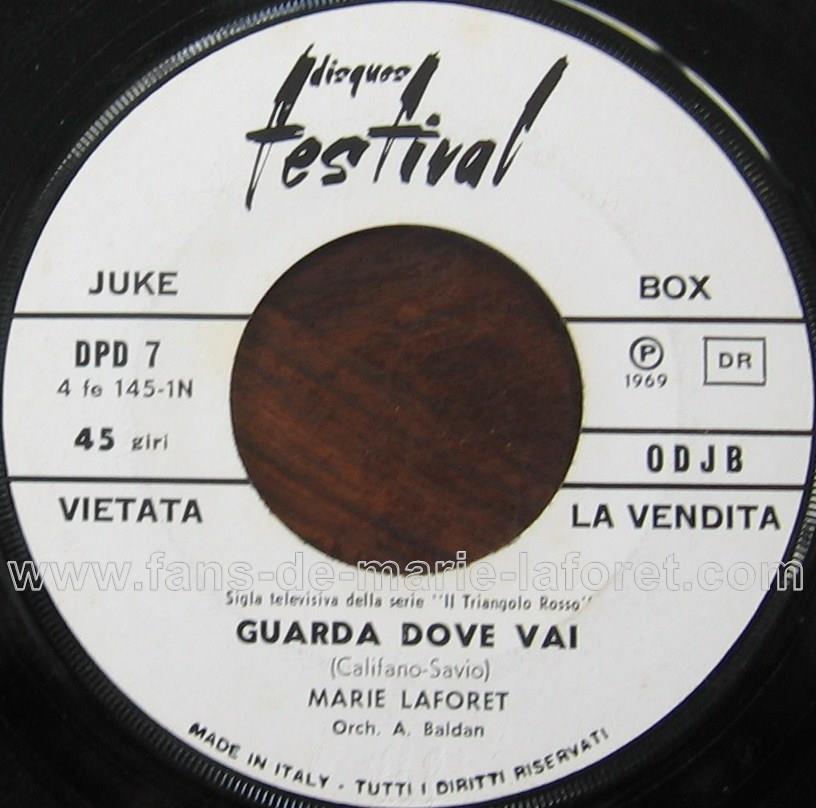 disques
festival
JUKE BOX
DPD 7
4 fe 145-1N
45 giri
℗
1969
DR
ODJB
VIETATA LA VENDITA
www.fans-de-marie-laforet.com
Sigla televisiva della serie "Il Triangolo Rosso"
GUARDA DOVE VAI
(Califano-Savio)
MARIE LAFORET
Orch. A. Baldan
MADE IN ITALY - TUTTI I DIRITTI RISERVATI